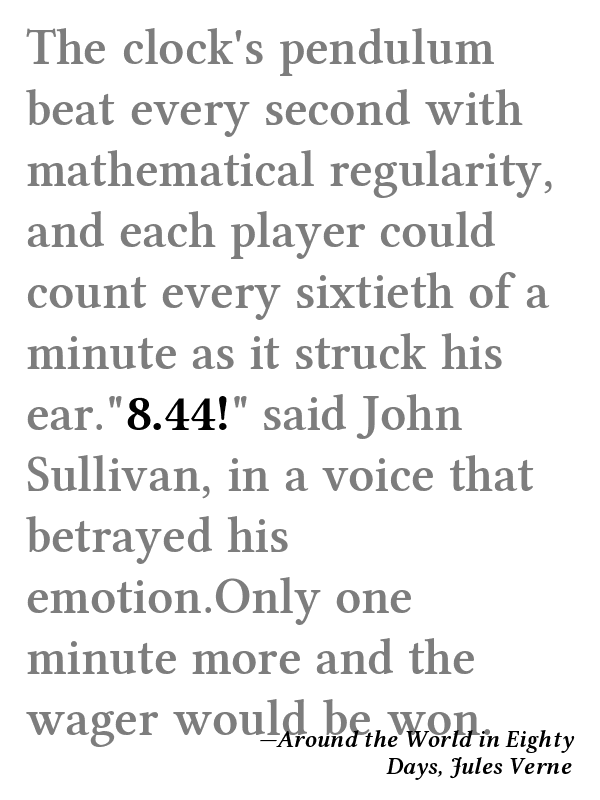 The clock's pendulum
beat every second with
mathematical regularity,
and each player could
count every sixtieth of a
minute as it struck his
ear."8.44!" said John
Sullivan, in a voice that
betrayed his
emotion.Only one
minute more and the
wager would be won.
—Around the World in Eighty
Days, Jules Verne